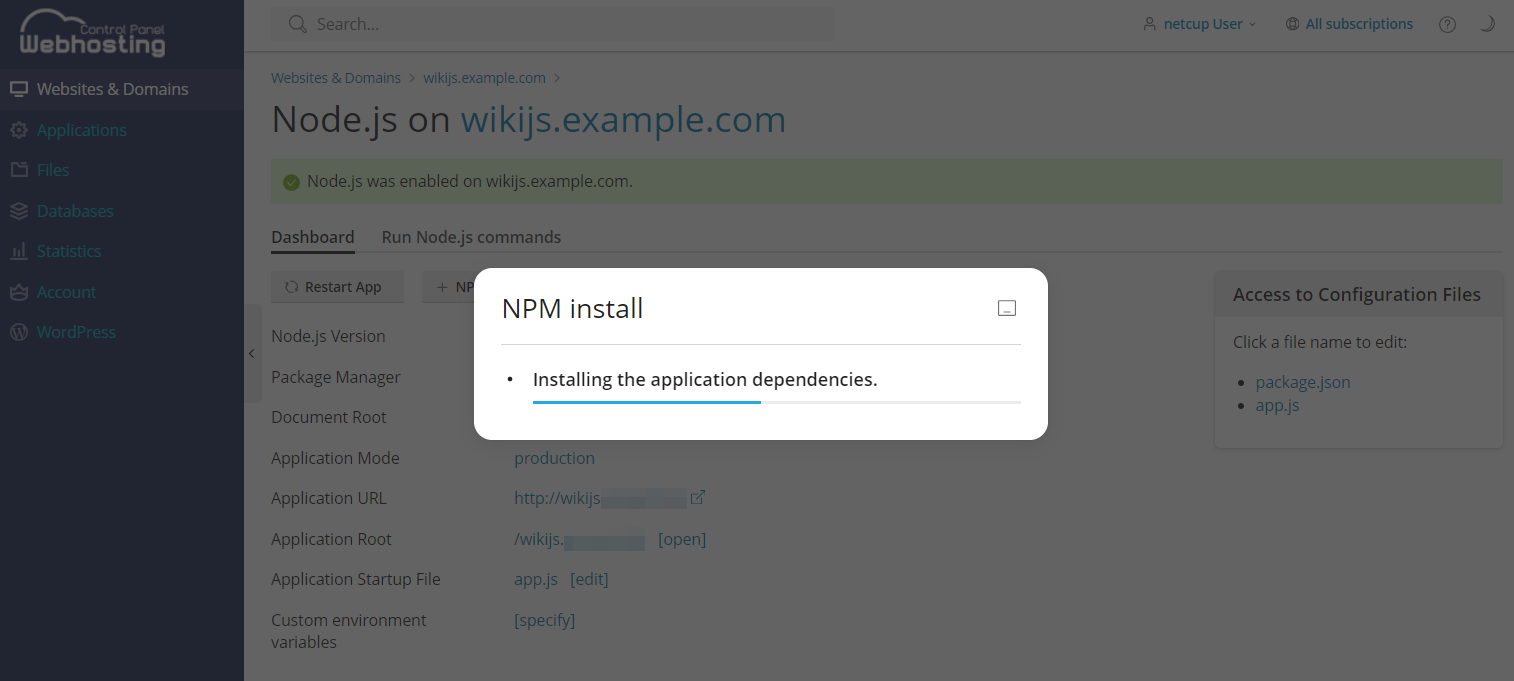 Control Panel
Webhosting
Search...
netcup User
All subscriptions
Websites & Domains
Applications
Files
Databases
Statistics
Account
WordPress
Websites & Domains > wikijs.example.com >
Node.js on wikijs.example.com
Node.js was enabled on wikijs.example.com.
Dashboard Run Node.js commands
Restart App + NP
NPM install
Installing the application dependencies.
Node.js Version
Package Manager
Document Root
Application Mode production
Application URL http://wikijs
Application Root /wikijs. [open]
Application Startup File app.js [edit]
Custom environment variables [specify]
Access to Configuration Files
Click a file name to edit:
package.json
app.js